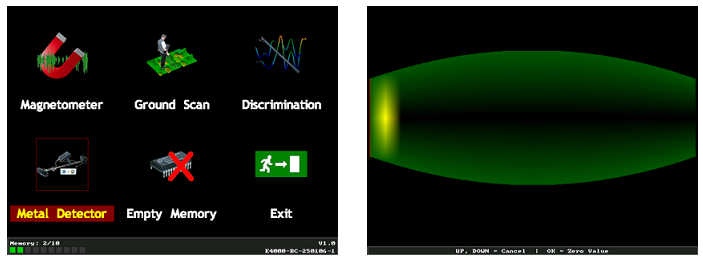 Magnetometer Ground Scan Discrimination
Metal Detector Empty Memory Exit
Memory: 2/10 V1.0
E4000-BC-250104-1
UP, DOWN = Cancel | OK = Zero Value